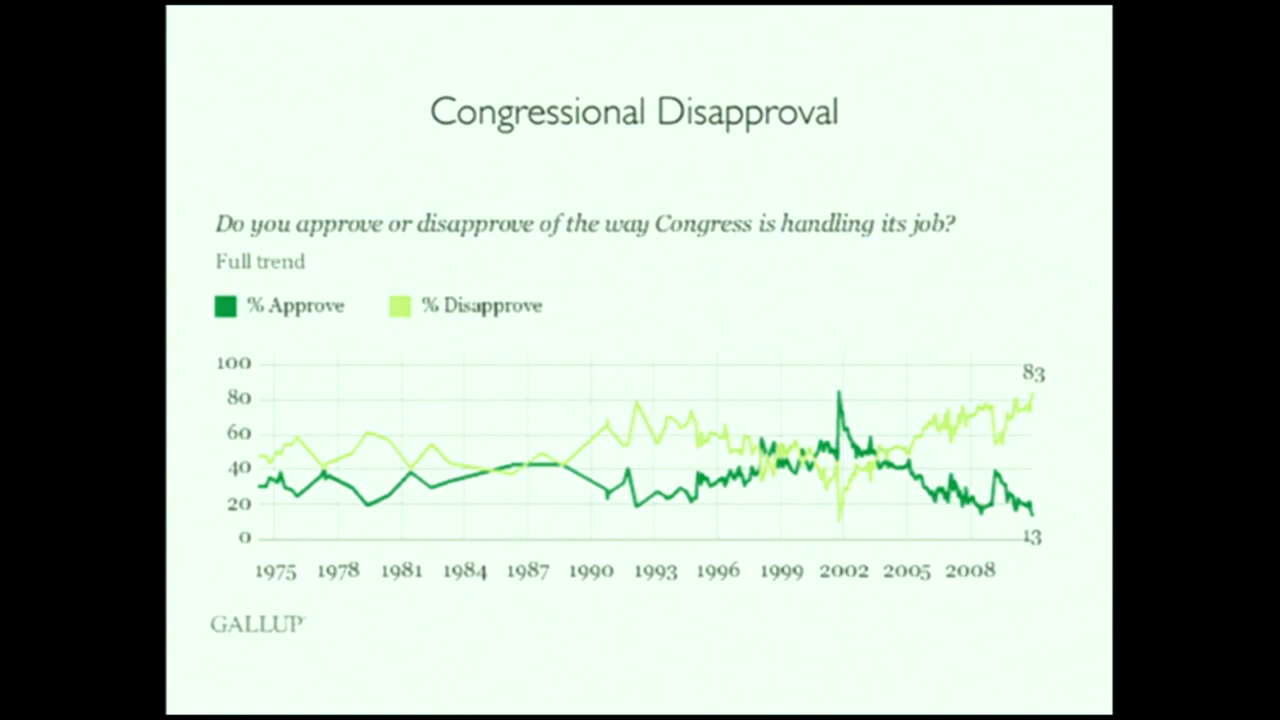 Congressional Disapproval
Do you approve or disapprove of the way Congress is handling its job?
Full trend
% Approve % Disapprove
100
83
80
60
40
20
0
13
1975 1978 1981 1984 1987 1990 1993 1996 1999 2002 2005 2008
GALLUP